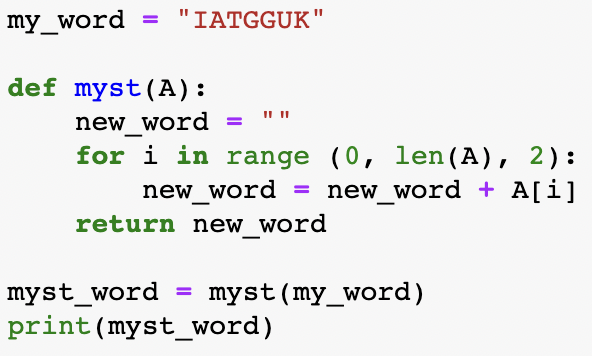 my_word = "IATGGUK"

def myst(A):
    new_word = ""
    for i in range (0, len(A), 2):
        new_word = new_word + A[i]
    return new_word

myst_word = myst(my_word)
print(myst_word)